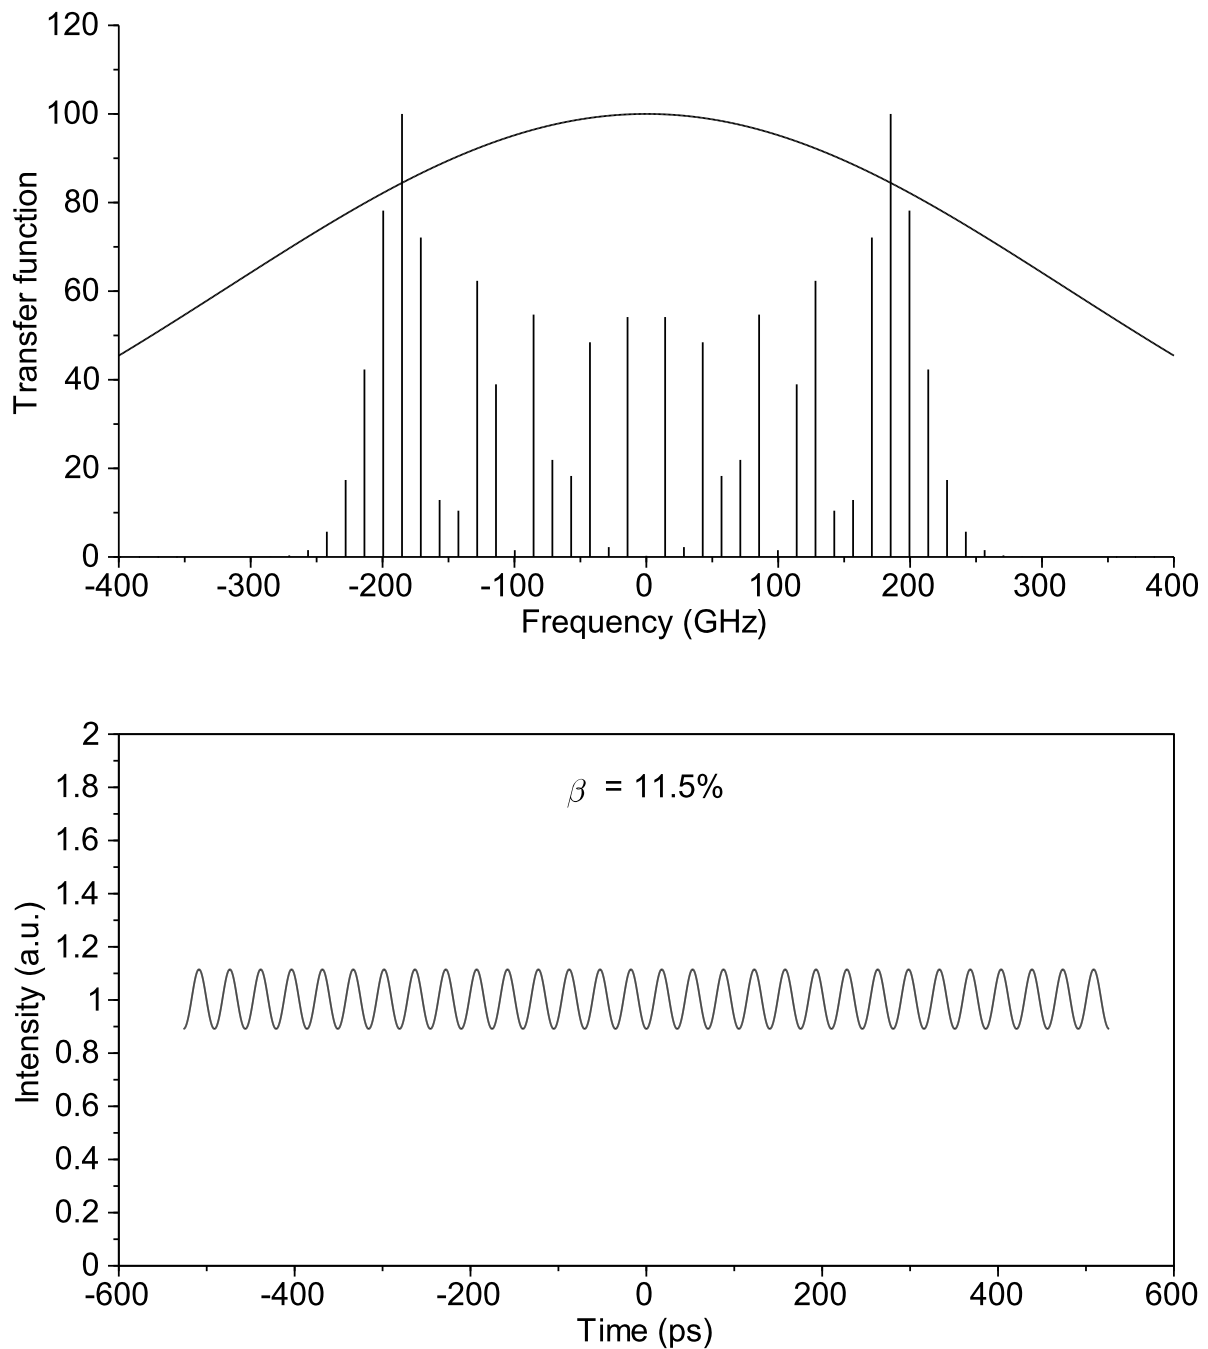 120
100
80
60
40
20
0
Transfer function
-400 -300 -200 -100 0 100 200 300 400
Frequency (GHz)
2
1.8
1.6
1.4
1.2
1
0.8
0.6
0.4
0.2
0
Intensity (a.u.)
β = 11.5%
-600 -400 -200 0 200 400 600
Time (ps)